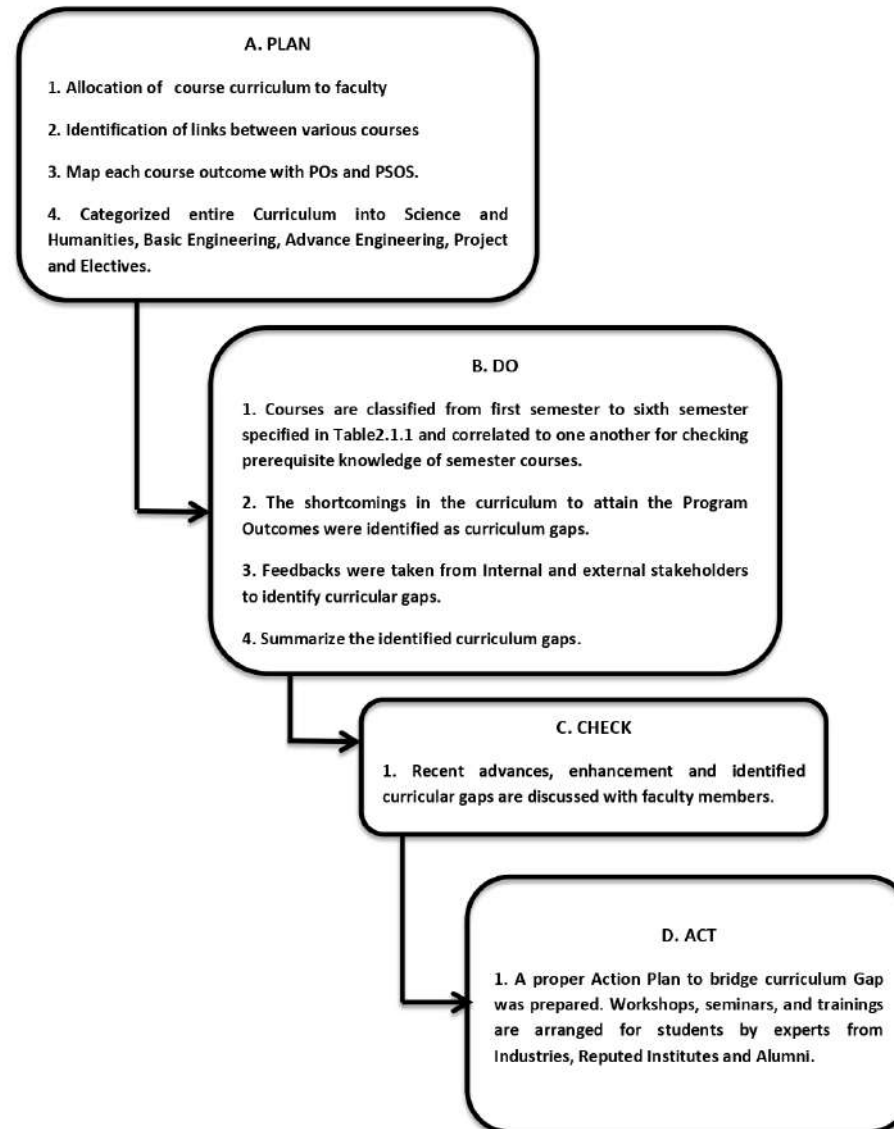 A. PLAN
1. Allocation of course curriculum to faculty
2. Identification of links between various courses
3. Map each course outcome with POs and PSOS.
4. Categorized entire Curriculum into Science and
Humanities, Basic Engineering, Advance Engineering, Project
and Electives.
B. DO
1. Courses are classified from first semester to sixth semester
specified in Table2.1.1 and correlated to one another for checking
prerequisite knowledge of semester courses.
2. The shortcomings in the curriculum to attain the Program
Outcomes were identified as curriculum gaps.
3. Feedbacks were taken from Internal and external stakeholders
to identify curricular gaps.
4. Summarize the identified curriculum gaps.
C. CHECK
1. Recent advances, enhancement and identified
curricular gaps are discussed with faculty members.
D. ACT
1. A proper Action Plan to bridge curriculum Gap
was prepared. Workshops, seminars, and trainings
are arranged for students by experts from
Industries, Reputed Institutes and Alumni.